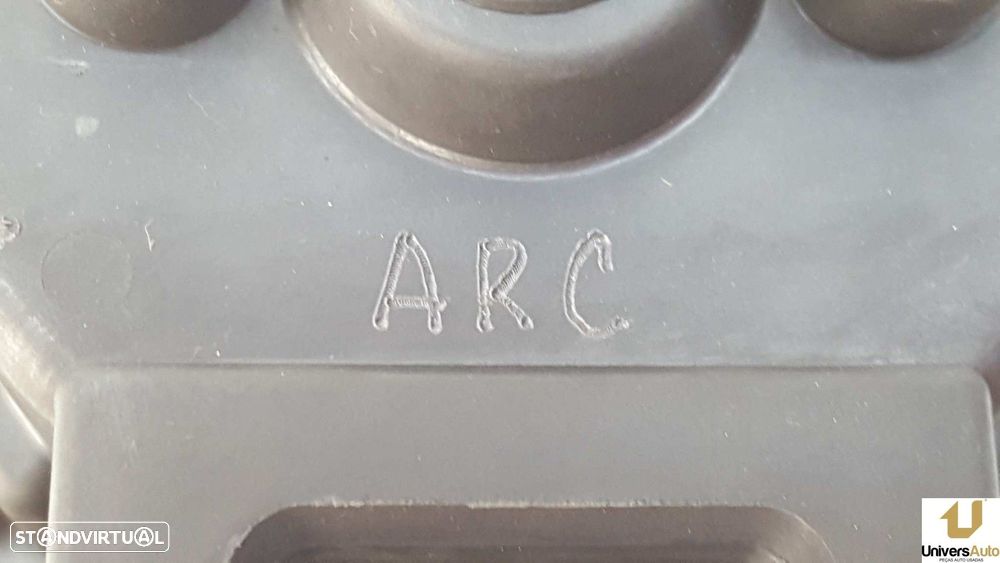 ARC
STANDVIRTUAL
UniversAuto
PEÇAS AUTO USADAS